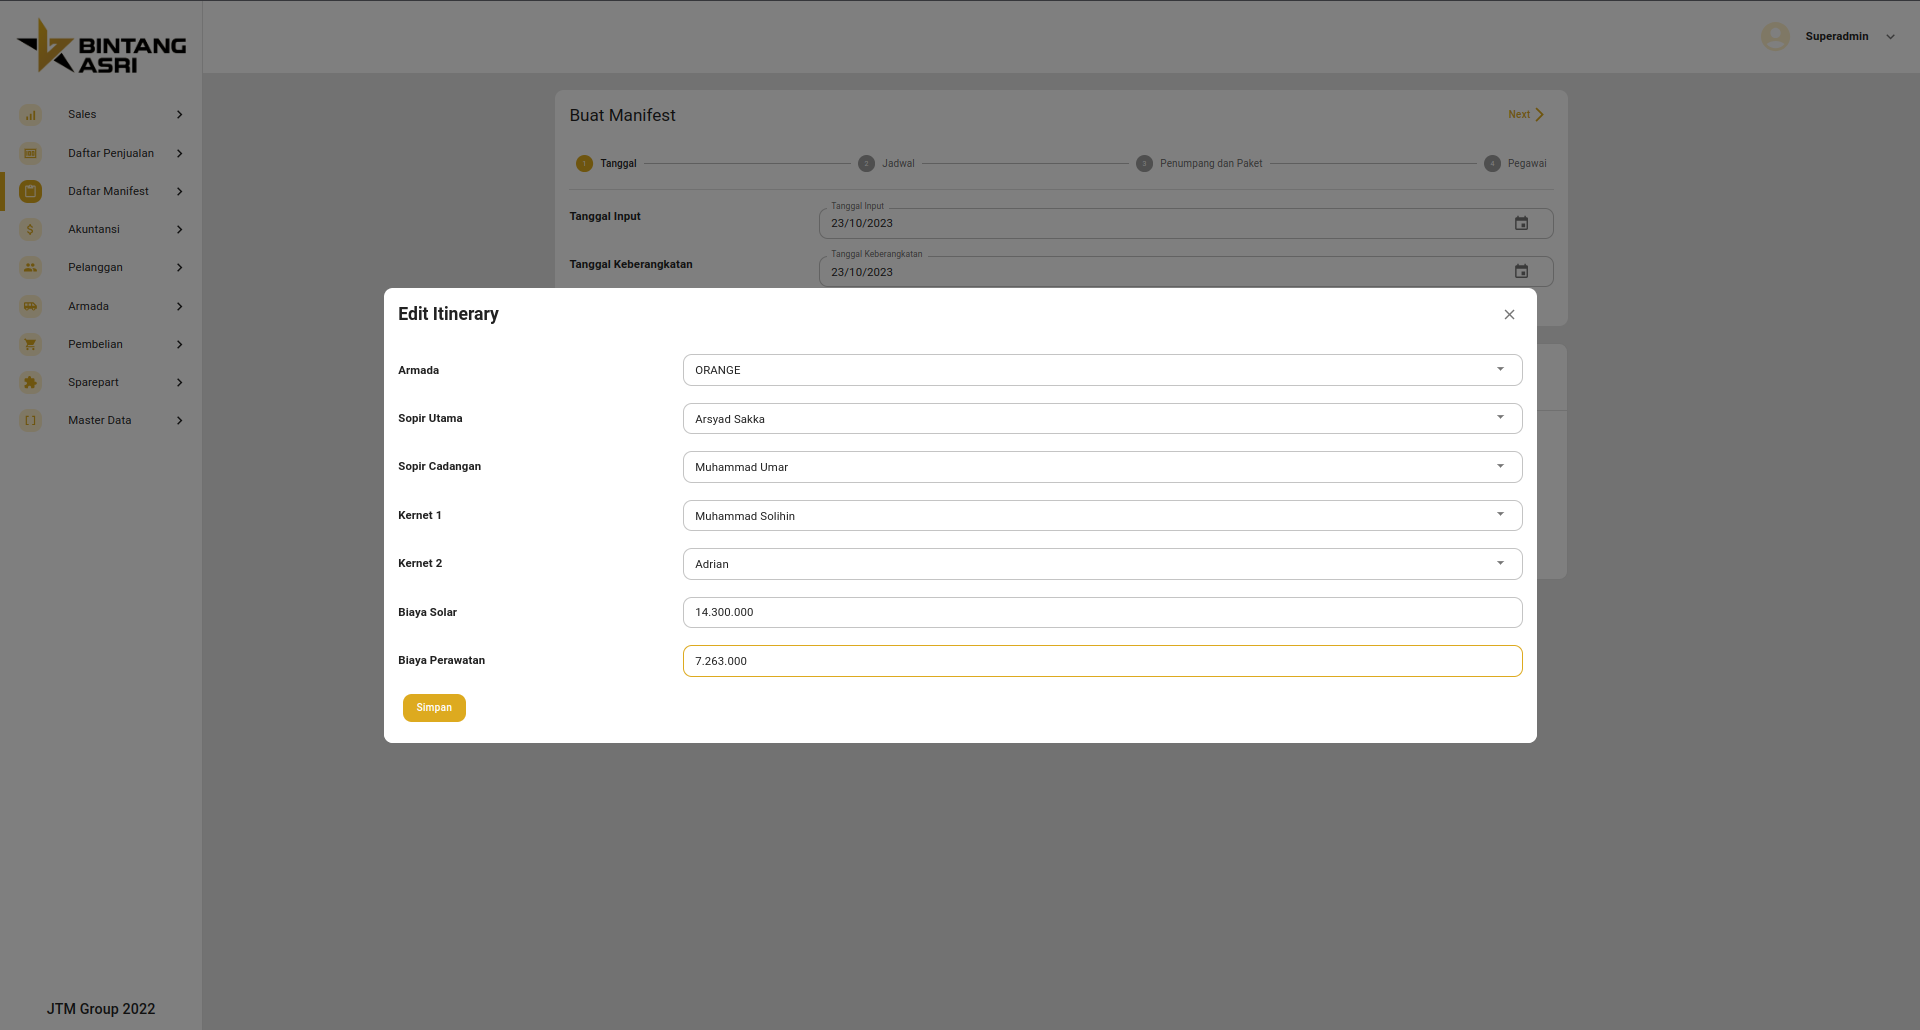 BINTANG
ASRI
Superadmin
Sales
Daftar Penjualan
Daftar Manifest
Akuntansi
Pelanggan
Armada
Pembelian
Sparepart
Master Data
JTM Group 2022
Buat Manifest
Next
1 Tanggal 2 Jadwal 3 Penumpang dan Paket 4 Pegawai
Tanggal Input
Tanggal Input
23/10/2023
Tanggal Keberangkatan
Tanggal Keberangkatan
23/10/2023
Edit Itinerary
Armada ORANGE
Sopir Utama Arsyad Sakka
Sopir Cadangan Muhammad Umar
Kernet 1 Muhammad Solihin
Kernet 2 Adrian
Biaya Solar 14.300.000
Biaya Perawatan 7.263.000
Simpan